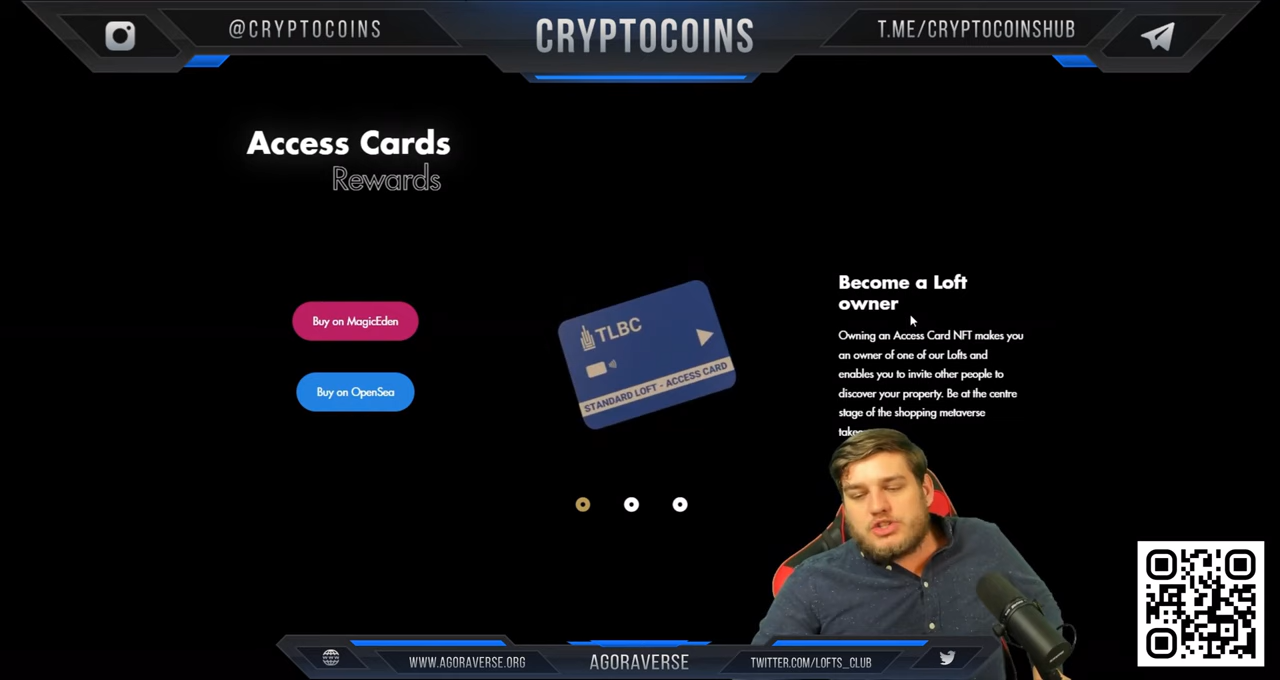 @CRYPTOCOINS
CRYPTOCOINS
T.ME/CRYPTOCOINSHUB
Access Cards
Rewards
Buy on MagicEden
Buy on OpenSea
TLBC
STANDARD LOFT - ACCESS CARD
Become a Loft
owner
Owning an Access Card NFT makes you
an owner of one of our Lofts and
enables you to invite other people to
discover your property. Be at the centre
stage of the shopping metaverse
WWW.AGORAVERSE.ORG
AGORAVERSE
TWITTER.COM/LOFTS_CLUB